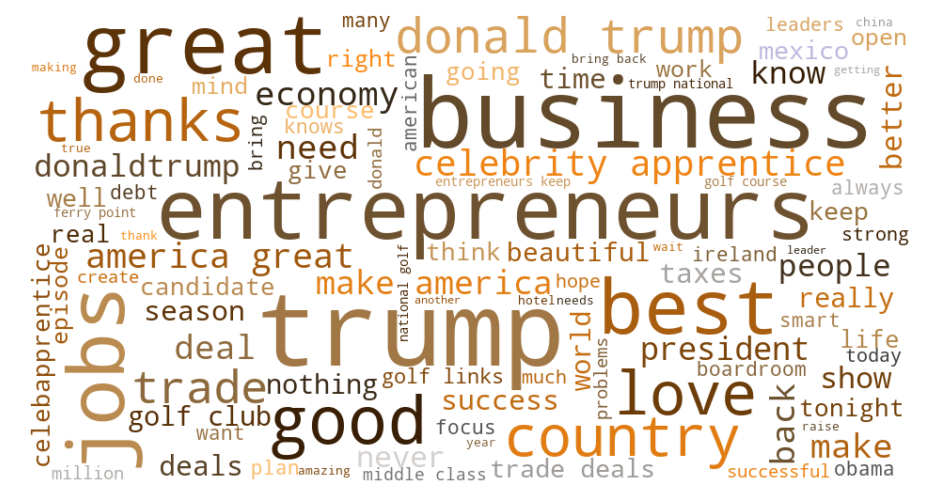 great
many
donald trump
leaders
china
open
making
done
mind
right
going
bring back
time
work
trump national
mexico
know
getting
better
thanks
economy
course
knows
american
business
true
bring
need
donaldtrump
give
donald
celebrity apprentice
well
debt
entrepreneurs keep
golf course
always
ferry point
entrepreneurs
keep
real
thank
strong
america great
think
beautiful
wait
ireland
leader
celebapprentice
episode
create
candidate
national golf
make america
hope
taxes
people
season
another
hotel
needs
best
really
smart
jobs
deal
trump
world
problems
president
life
today
trade
nothing
golf links
much
boardroom
show
love
golf club
want
good
success
focus
country
back
tonight
raise
year
never
make
million
deals
plan
amazing
middle class
trade deals
successful
obama